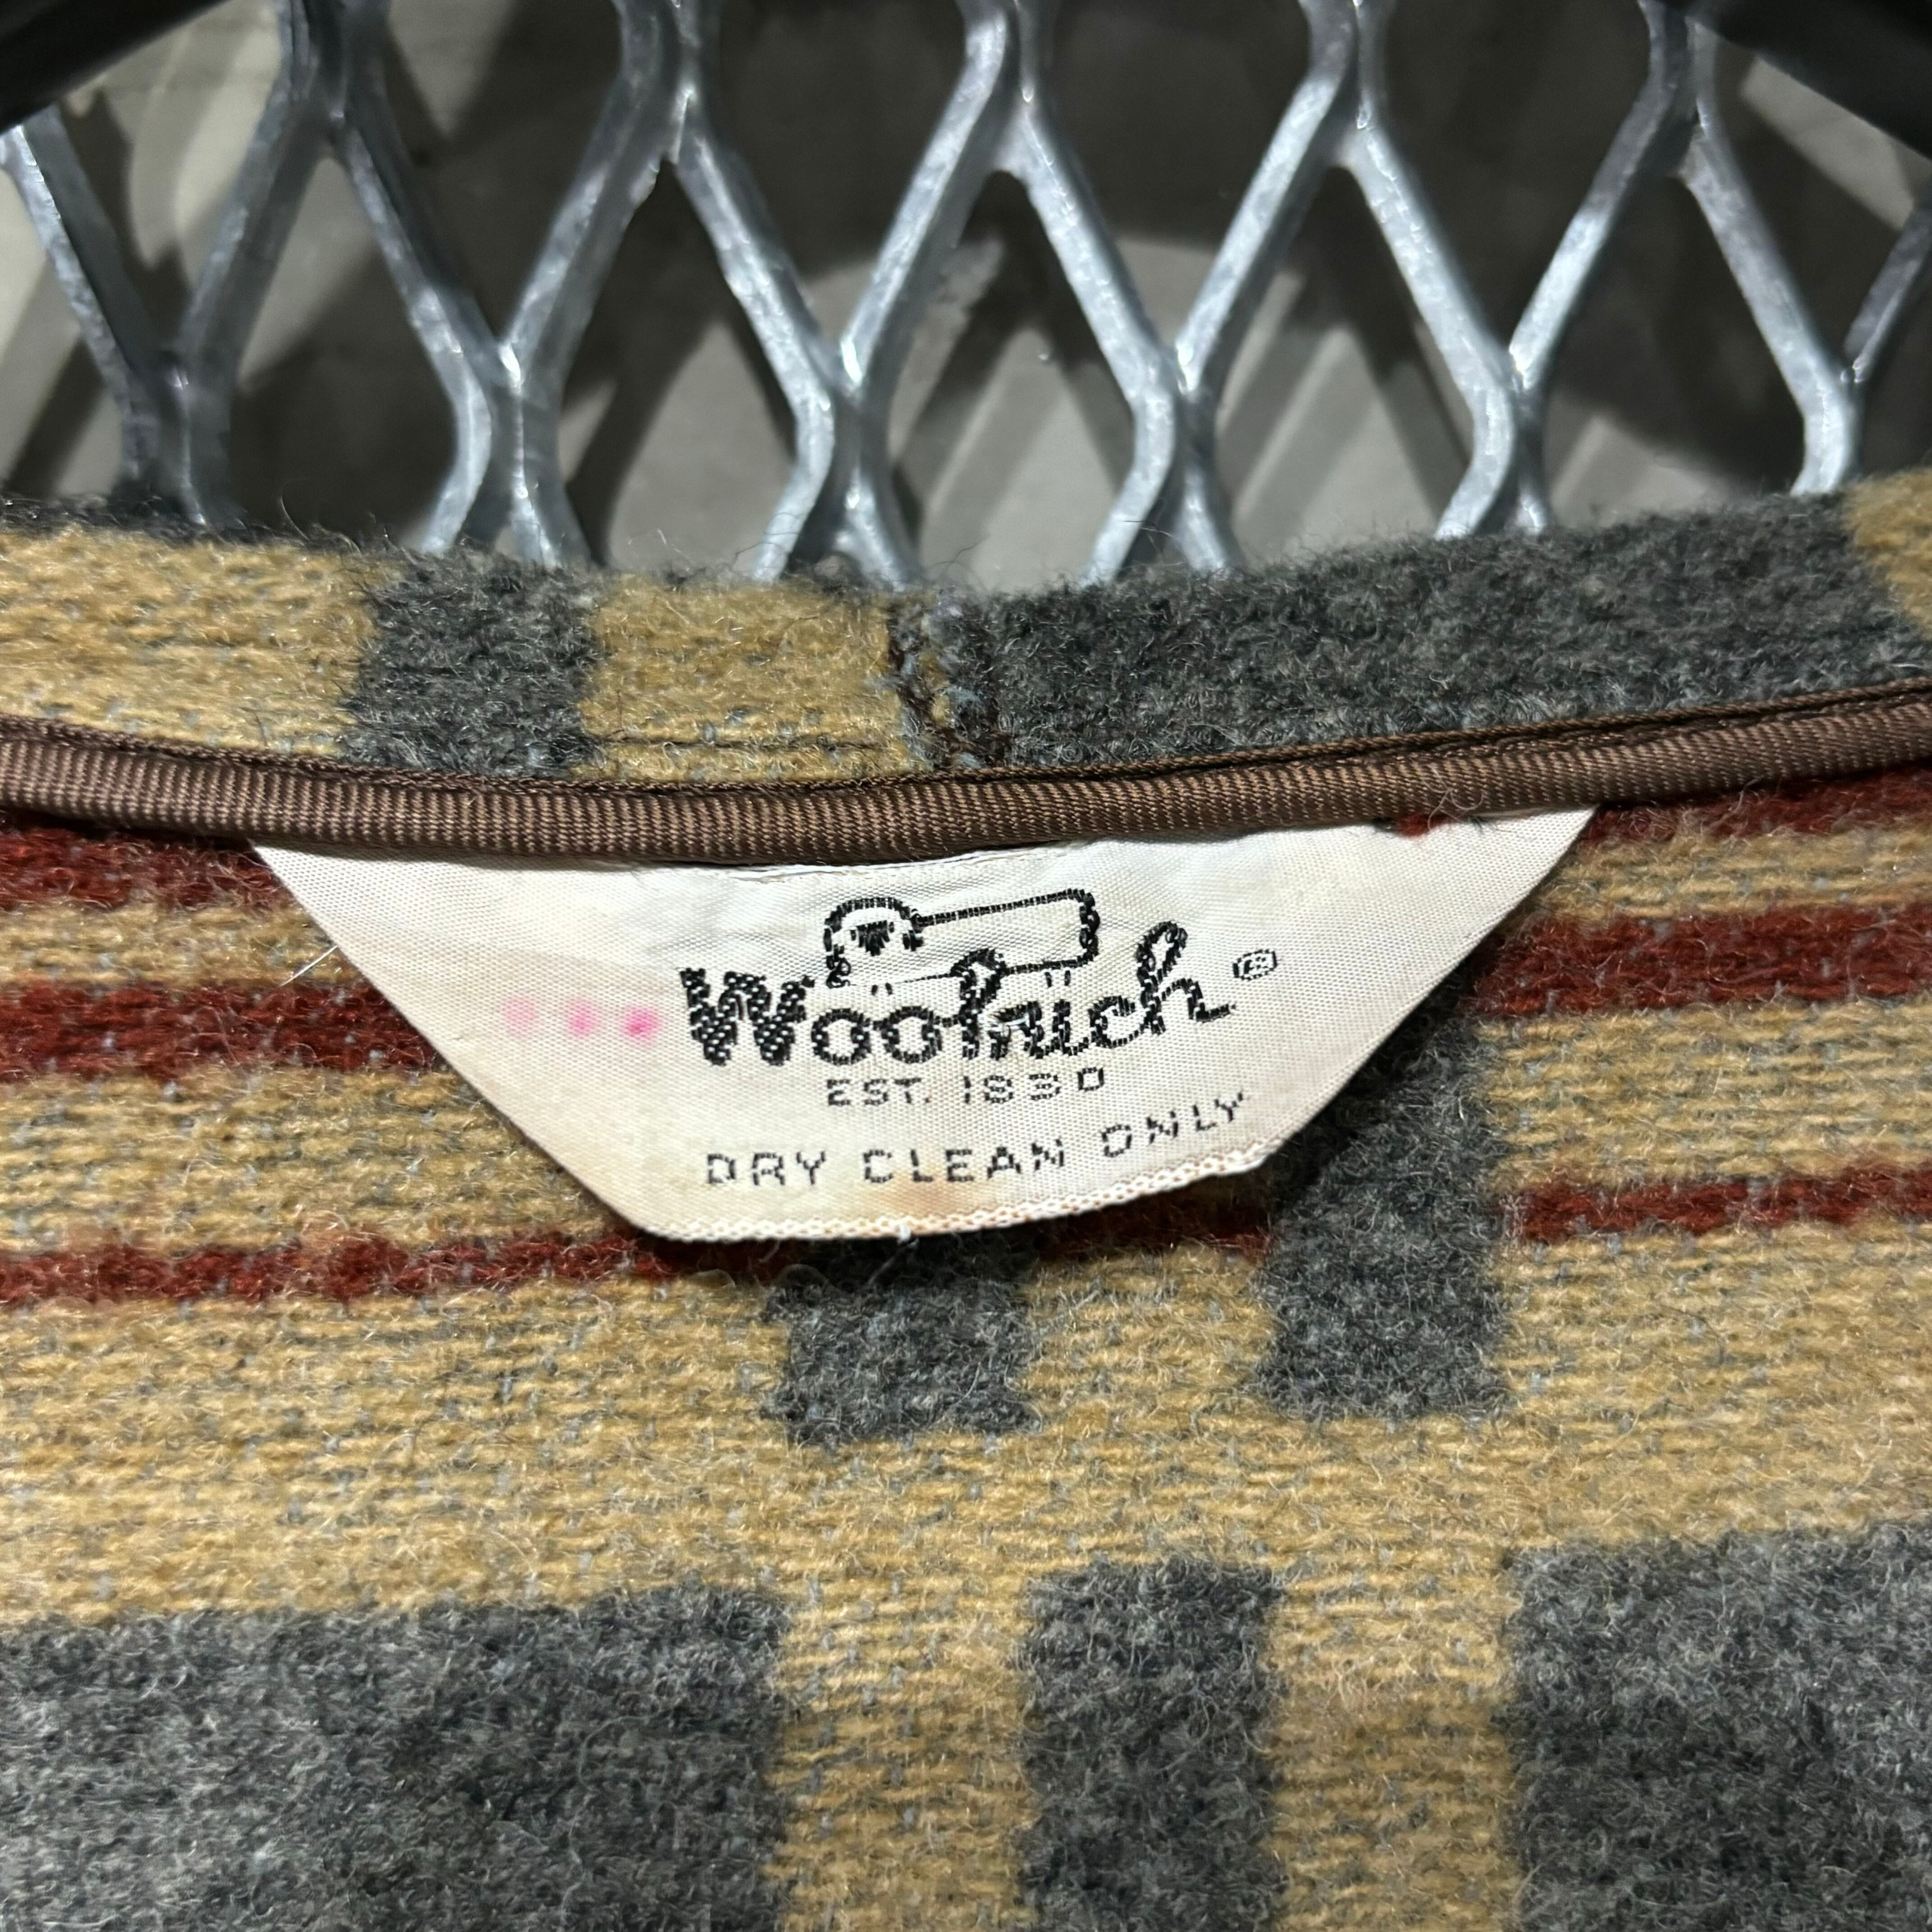 Woolrich®
EST. 1830
DRY CLEAN ONLY